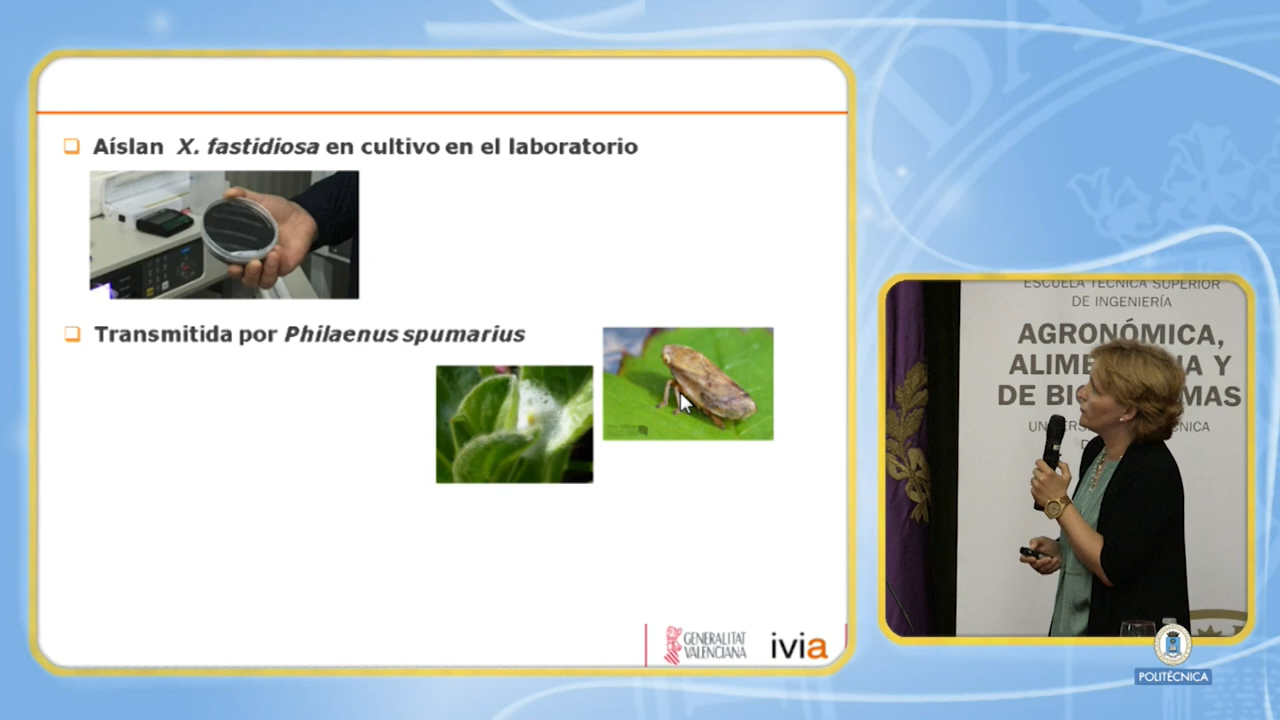 Aíslan X. fastidiosa en cultivo en el laboratorio
Transmitida por Philaenus spumarius
GENERALITAT
VALENCIANA
ivia
ESCUELA TÉCNICA SUPERIOR
DE INGENIERÍA
AGRONÓMICA,
Y
DE
MAS
POLITÉCNICA